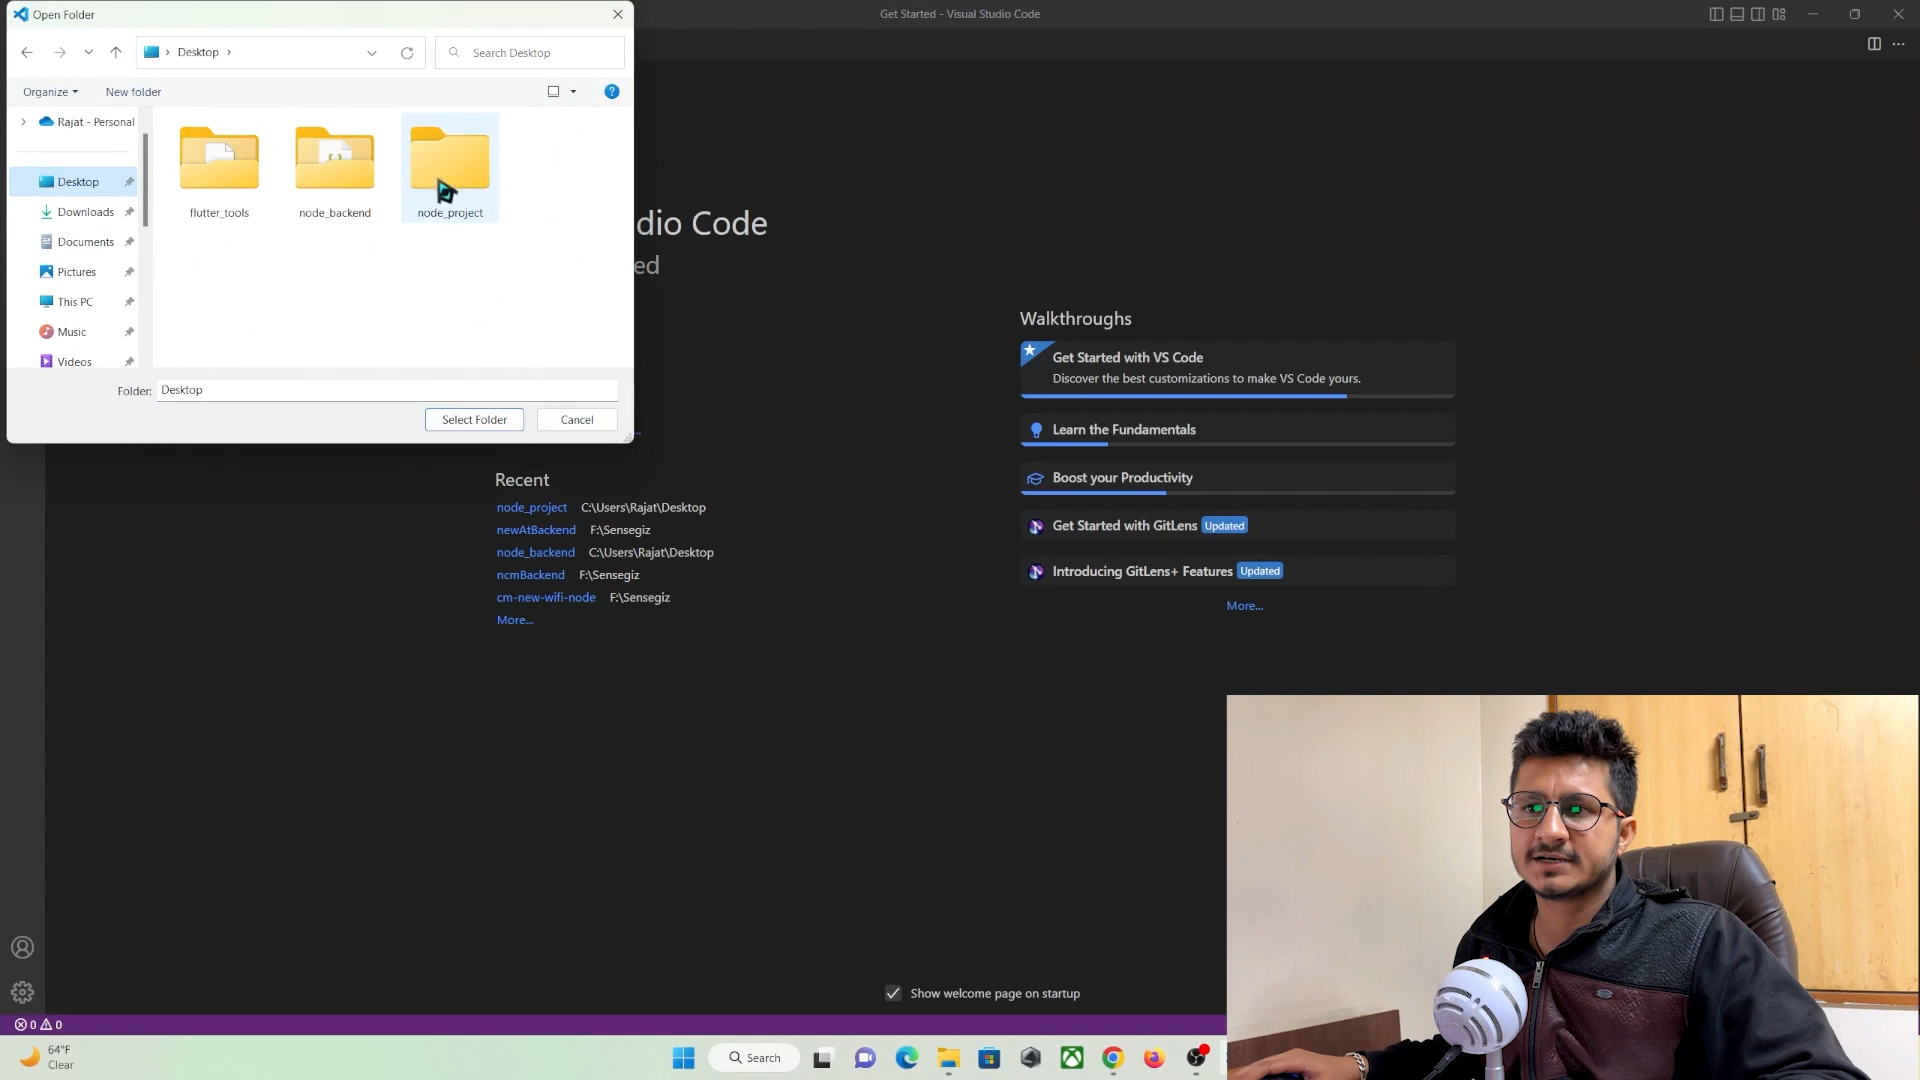 Open Folder
Get Started - Visual Studio Code
Desktop
Search Desktop
Organize
New folder
?
Rajat - Personal
Desktop
Downloads
Documents
Pictures
This PC
Music
Videos
flutter_tools
node_backend
node_project
Folder: Desktop
Select Folder
Cancel
dio Code
ed
Recent
node_project C:\Users\Rajat\Desktop
newAtBackend F:\Sensegiz
node_backend C:\Users\Rajat\Desktop
ncmBackend F:\Sensegiz
cm-new-wifi-node F:\Sensegiz
More...
Walkthroughs
Get Started with VS Code
Discover the best customizations to make VS Code yours.
Learn the Fundamentals
Boost your Productivity
Get Started with GitLens Updated
Introducing GitLens+ Features Updated
More...
Show welcome page on startup
0 0
64°F
Clear
Search